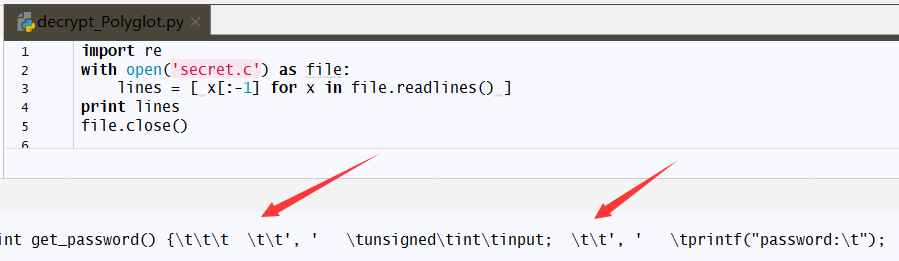 decrypt_Polyglot.py ×
1 import re
2 with open('secret.c') as file:
3     lines = [ x[:-1] for x in file.readlines() ]
4 print lines
5 file.close()
6
int get_password() {\t\t\t  \t\t', '   \tunsigned\tint\tinput;  \t\t', '   \tprintf("password:\t");